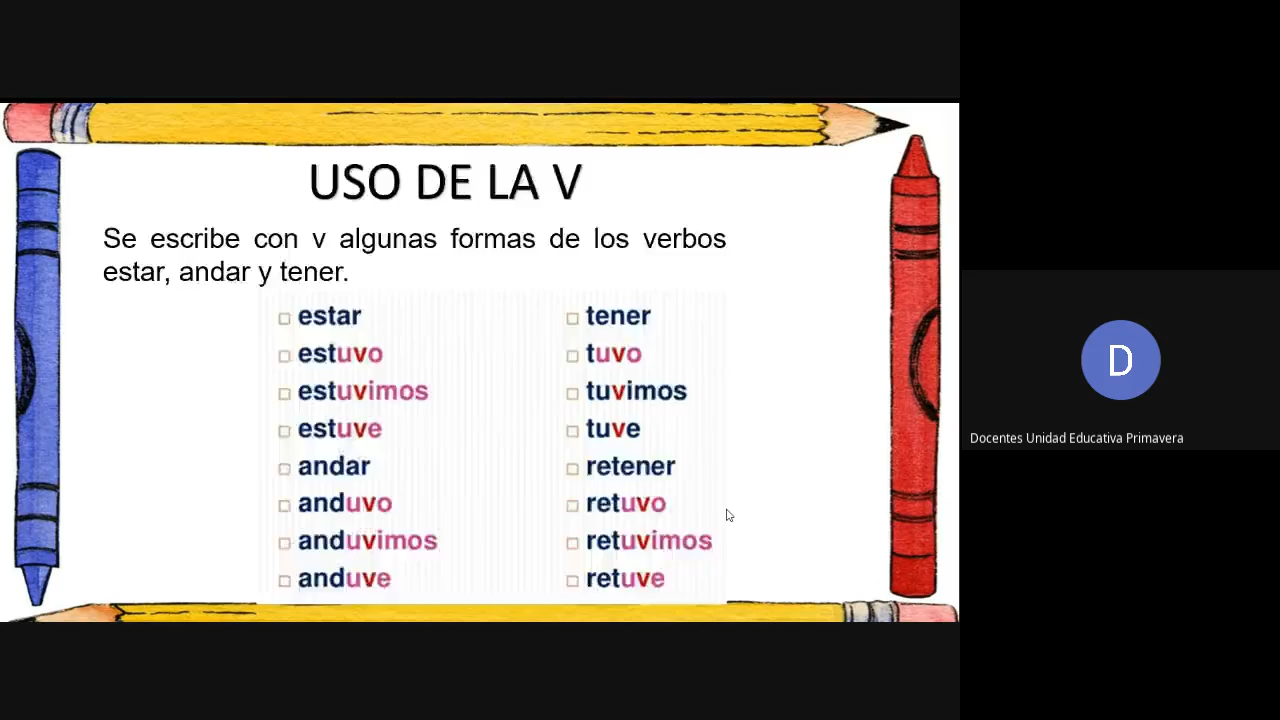 USO DE LA V
Se escribe con v algunas formas de los verbos
estar, andar y tener.
estar
estuvo
estuvimos
estuve
andar
anduvo
anduvimos
anduve
tener
tuvo
tuvimos
tuve
retener
retuvo
retuvimos
retuve
D
Docentes Unidad Educativa Primavera